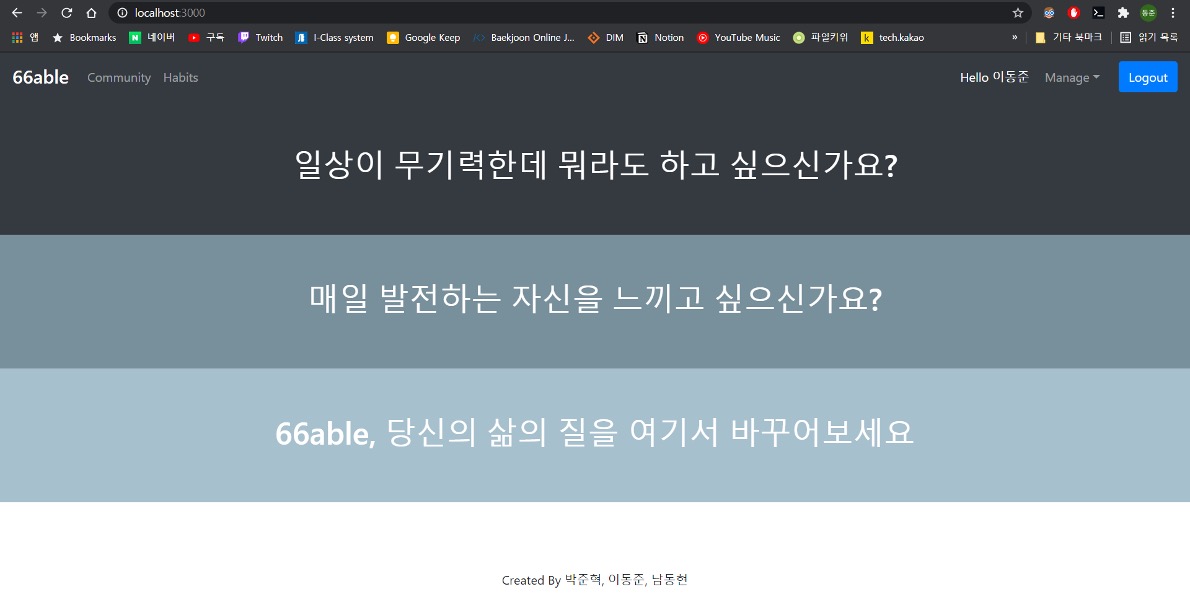 localhost:3000
앱 Bookmarks 네이버 구독 Twitch I-Class system Google Keep Baekjoon Online J... DIM Notion YouTube Music 파일키위 tech.kakao » 기타 북마크 읽기 목록
66able Community Habits Hello 이동준 Manage Logout
일상이 무기력한데 뭐라도 하고 싶으신가요?
매일 발전하는 자신을 느끼고 싶으신가요?
66able, 당신의 삶의 질을 여기서 바꾸어보세요
Created By 박준혁, 이동준, 남동현